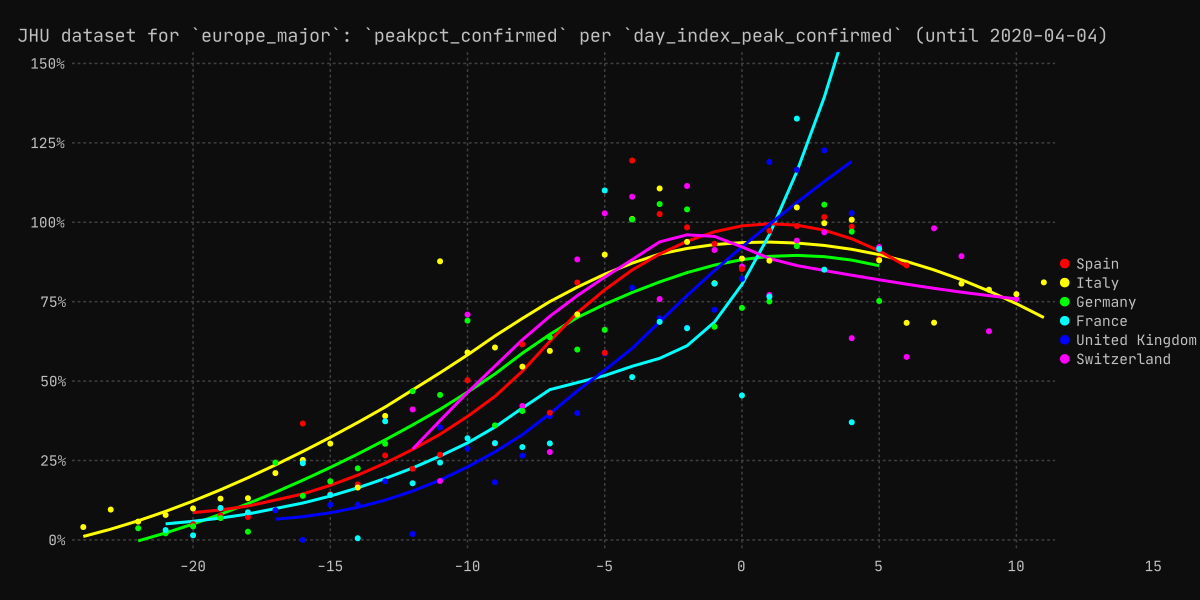 JHU dataset for `europe_major`: `peakpct_confirmed` per `day_index_peak_confirmed` (until 2020-04-04)
150%
125%
100%
75%
50%
25%
0%
-20 -15 -10 -5 0 5 10 15
Spain
Italy
Germany
France
United Kingdom
Switzerland